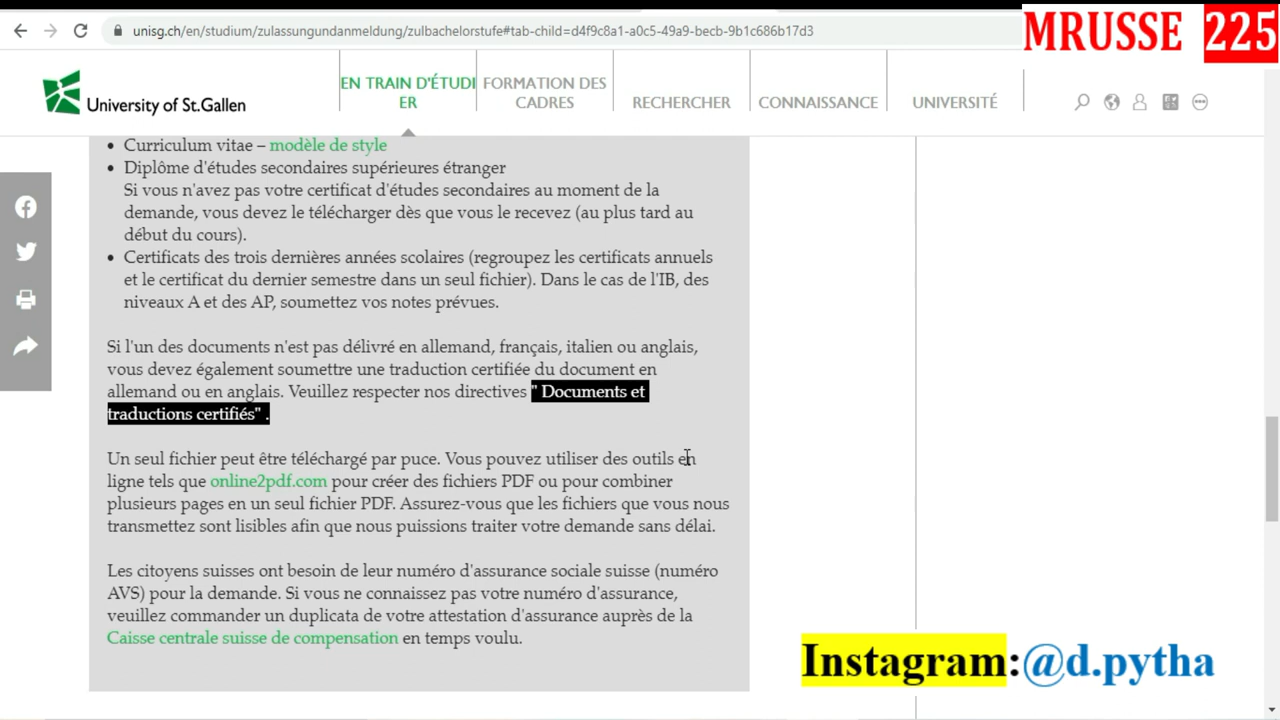 unisg.ch/en/studium/zulassungundanmeldung/zulbachelorstufe#tab-child=d4f9c8a1-a0c5-49a9-becb-9b1c686b17d3
MRUSSE 225
University of St.Gallen
EN TRAIN D'ÉTUDI
ER
FORMATION DES
CADRES
RECHERCHER
CONNAISSANCE
UNIVERSITÉ
• Curriculum vitae – modèle de style
• Diplôme d'études secondaires supérieures étranger
Si vous n'avez pas votre certificat d'études secondaires au moment de la
demande, vous devez le télécharger dès que vous le recevez (au plus tard au
début du cours).
• Certificats des trois dernières années scolaires (regroupez les certificats annuels
et le certificat du dernier semestre dans un seul fichier). Dans le cas de l'IB, des
niveaux A et des AP, soumettez vos notes prévues.
Si l'un des documents n'est pas délivré en allemand, français, italien ou anglais,
vous devez également soumettre une traduction certifiée du document en
allemand ou en anglais. Veuillez respecter nos directives " Documents et
traductions certifiés" .
Un seul fichier peut être téléchargé par puce. Vous pouvez utiliser des outils en
ligne tels que online2pdf.com pour créer des fichiers PDF ou pour combiner
plusieurs pages en un seul fichier PDF. Assurez-vous que les fichiers que vous nous
transmettez sont lisibles afin que nous puissions traiter votre demande sans délai.
Les citoyens suisses ont besoin de leur numéro d'assurance sociale suisse (numéro
AVS) pour la demande. Si vous ne connaissez pas votre numéro d'assurance,
veuillez commander un duplicata de votre attestation d'assurance auprès de la
Caisse centrale suisse de compensation en temps voulu.
Instagram:@d.pytha